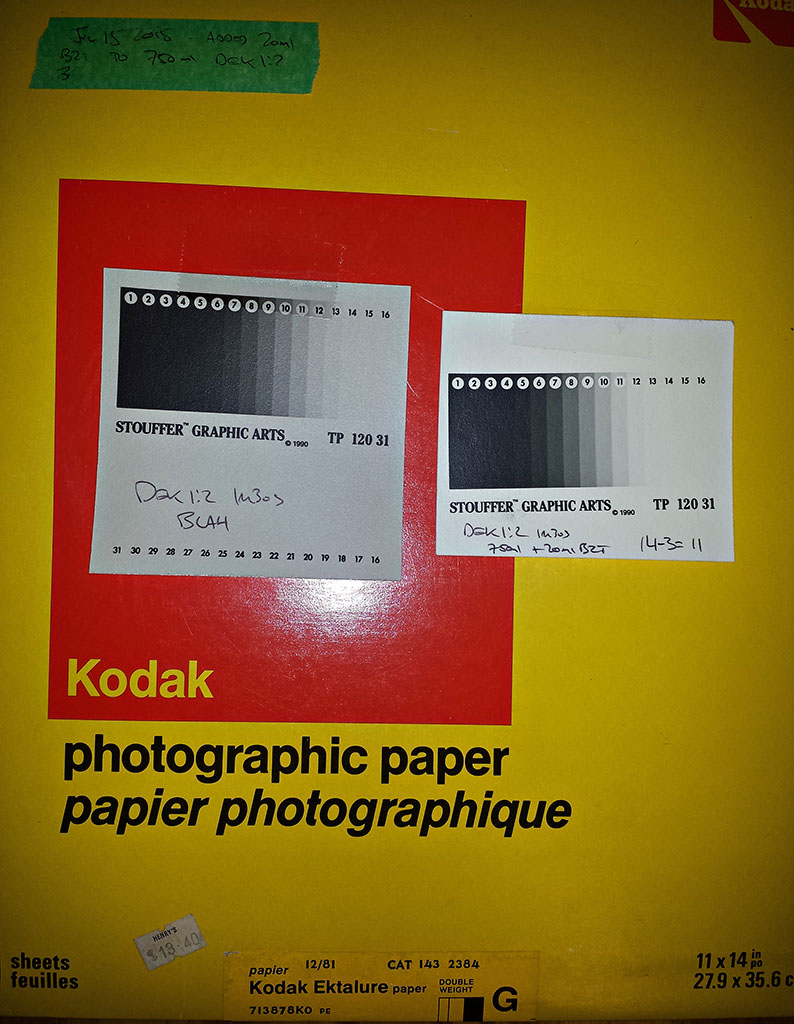 Kodak
JUL 15 2015 - ADDED 20ml
BZT TO 750ml DEK 1:2
1 2 3 4 5 6 7 8 9 10 11 12 13 14 15 16
STOUFFER™ GRAPHIC ARTS © 1990 TP 120 31
DEK 1:2 1m30s
BLAH
31 30 29 28 27 26 25 24 23 22 21 20 19 18 17 16
1 2 3 4 5 6 7 8 9 10 11 12 13 14 15 16
STOUFFER™ GRAPHIC ARTS © 1990 TP 120 31
DEK 1:2 1m30s
750ml + 20ml BZT 14-3=11
Kodak
photographic paper
papier photographique
HENRY'S
$13.40
sheets
feuilles
papier 12/81 CAT 143 2384
Kodak Ektalure paper DOUBLE WEIGHT G
713878K0 PE
11 x 14 in po
27.9 x 35.6 c